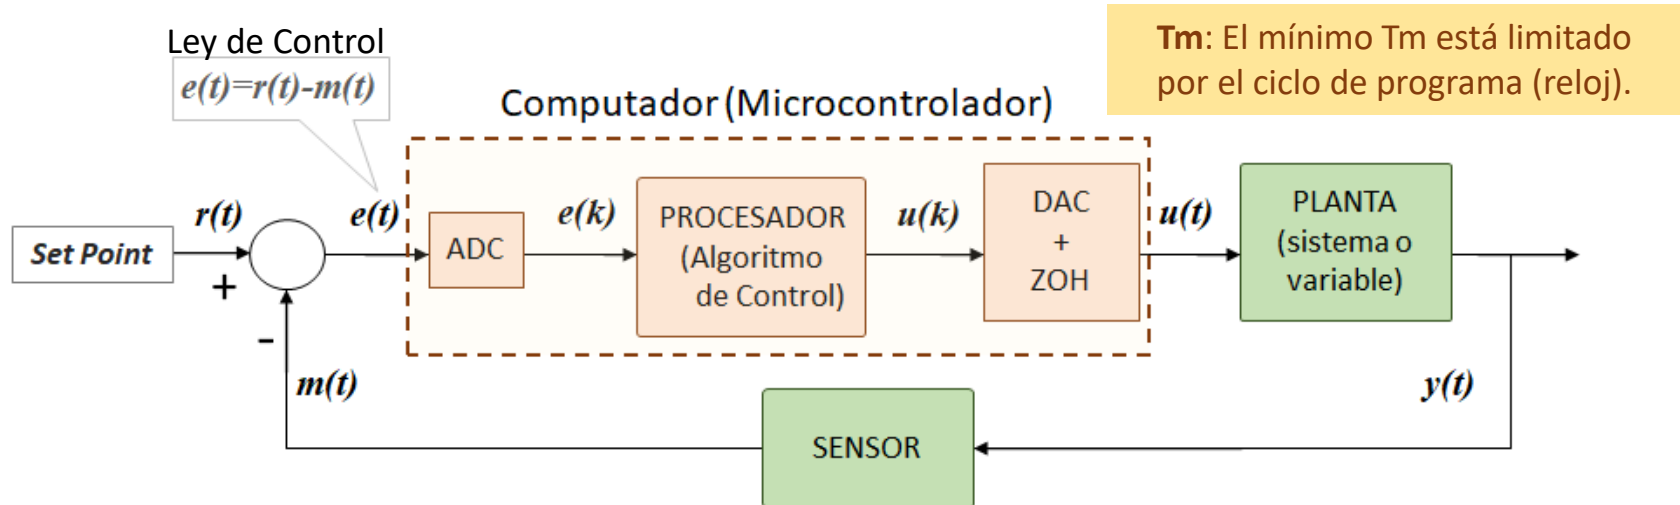 Ley de Control
e(t)=r(t)-m(t)
Tm: El mínimo Tm está limitado
por el ciclo de programa (reloj).
Computador (Microcontrolador)
Set Point
r(t)
+
-
e(t)
ADC
e(k)
PROCESADOR
(Algoritmo
de Control)
u(k)
DAC
+
ZOH
u(t)
PLANTA
(sistema o
variable)
m(t)
y(t)
SENSOR